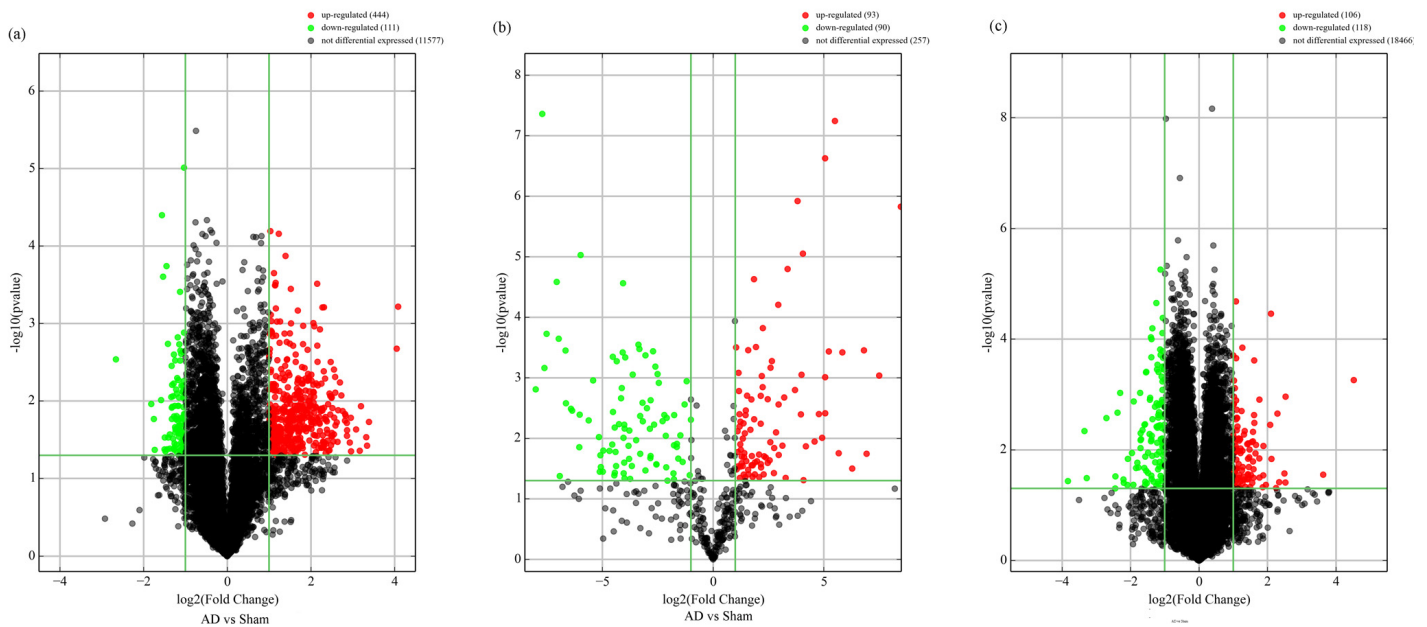 (a)
up-regulated (444)
down-regulated (111)
not differential expressed (11577)
-log10(pvalue)
6
5
4
3
2
1
0
−4
−2
0
2
4
log2(Fold Change)
AD vs Sham
(b)
up-regulated (93)
down-regulated (90)
not differential expressed (257)
-log10(pvalue)
8
7
6
5
4
3
2
1
0
−5
0
5
log2(Fold Change)
AD vs Sham
(c)
up-regulated (106)
down-regulated (118)
not differential expressed (18466)
-log10(pvalue)
8
6
4
2
0
−4
−2
0
2
4
log2(Fold Change)
AD vs Sham